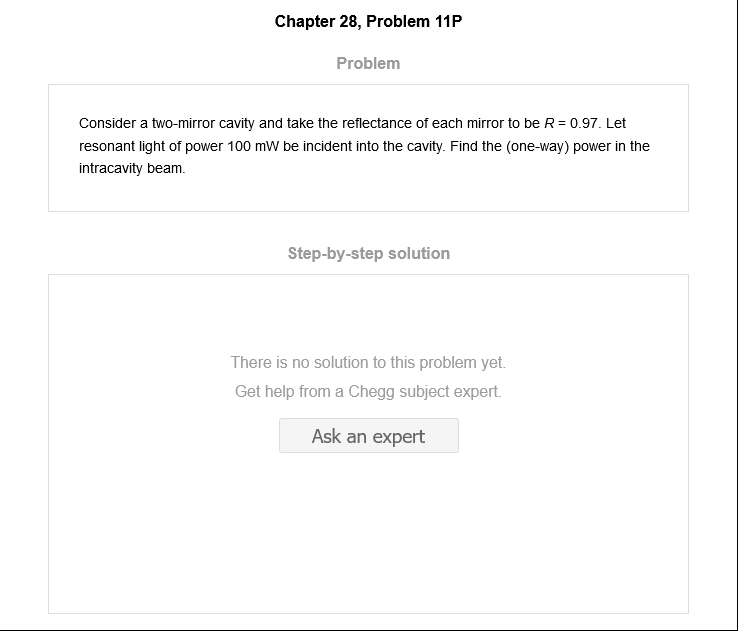 Chapter 28, Problem 11P
Problem
Consider a two-mirror cavity and take the reflectance of each mirror to be R = 0.97. Let
resonant light of power 100 mW be incident into the cavity. Find the (one-way) power in the
intracavity beam.
Step-by-step solution
There is no solution to this problem yet.
Get help from a Chegg subject expert.
Ask an expert